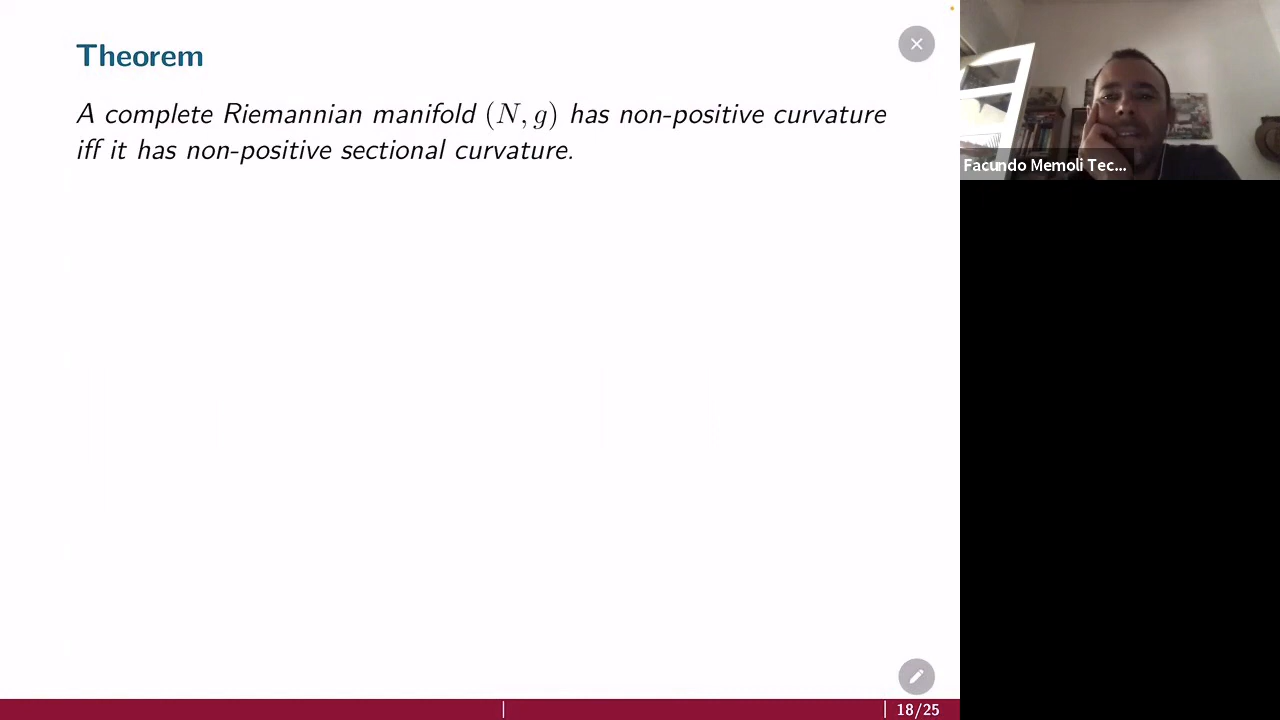 Theorem
A complete Riemannian manifold (N, g) has non-positive curvature
iff it has non-positive sectional curvature.
Facundo Memoli Tec...
18/25